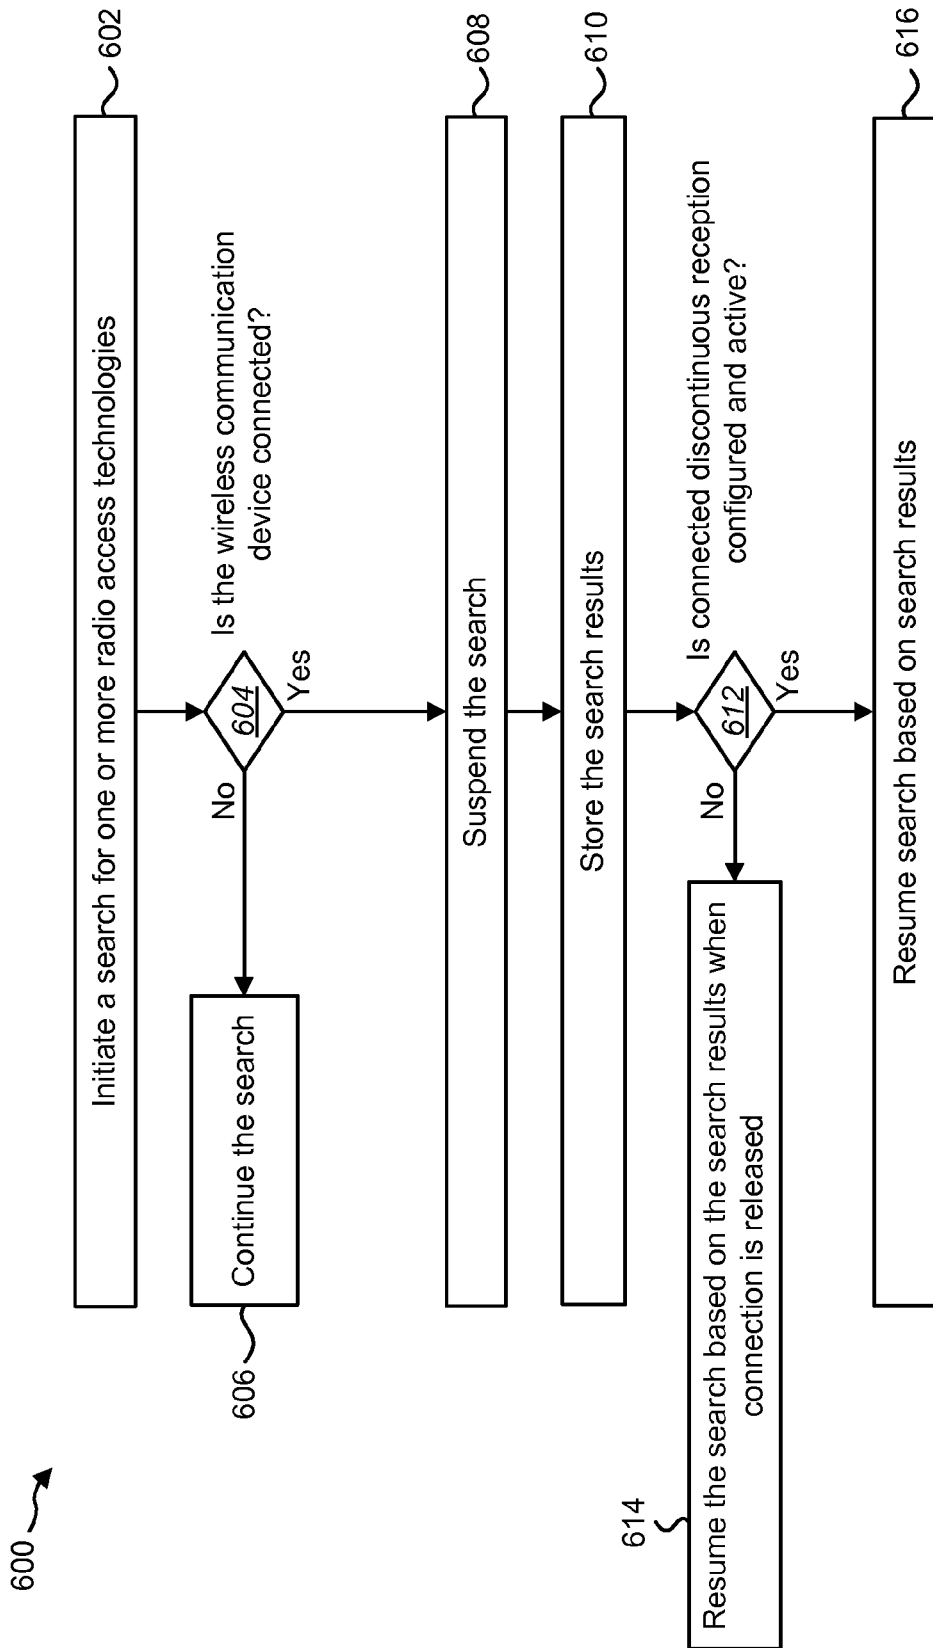 600
Initiate a search for one or more radio access technologies
602
604
Is the wireless communication
device connected?
No
Yes
Continue the search
606
Suspend the search
608
Store the search results
610
612
Is connected discontinuous reception
configured and active?
No
Yes
Resume the search based on the search results when
connection is released
614
Resume search based on search results
616